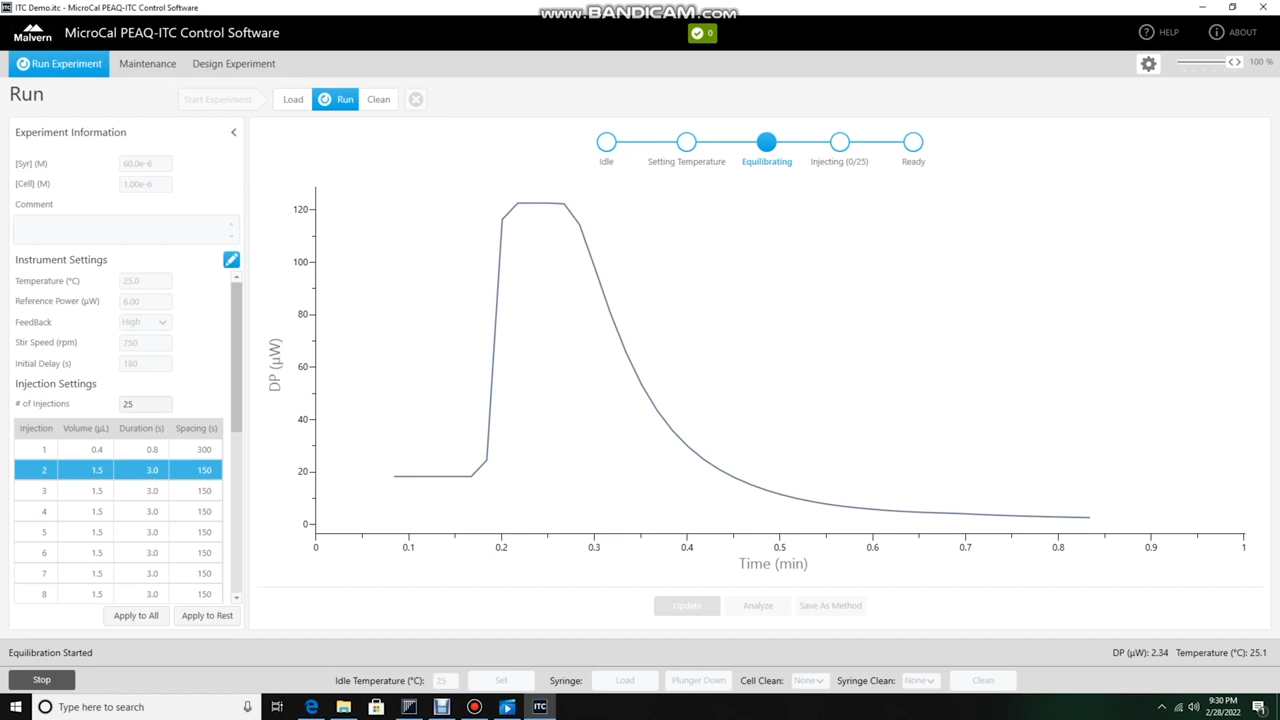 ITC Demo.itc - MicroCal PEAQ-ITC Control Software
www.BANDICAM.com
Malvern MicroCal PEAQ-ITC Control Software 0 HELP ABOUT
Run Experiment Maintenance Design Experiment 100 %
Run
Start Experiment Load Run Clean
Experiment Information
[Syr] (M) 60.0e-6
[Cell] (M) 1.00e-6
Comment
Instrument Settings
Temperature (°C) 25.0
Reference Power (µW) 6.00
FeedBack High
Stir Speed (rpm) 750
Initial Delay (s) 180
Injection Settings
# of Injections 25
Injection Volume (µL) Duration (s) Spacing (s)
1 0.4 0.8 300
2 1.5 3.0 150
3 1.5 3.0 150
4 1.5 3.0 150
5 1.5 3.0 150
6 1.5 3.0 150
7 1.5 3.0 150
8 1.5 3.0 150
Apply to All Apply to Rest
Idle Setting Temperature Equilibrating Injecting (0/25) Ready
DP (µW)
120
100
80
60
40
20
0
0 0.1 0.2 0.3 0.4 0.5 0.6 0.7 0.8 0.9 1
Time (min)
Update Analyze Save As Method
Equilibration Started DP (µW): 2.34 Temperature (°C): 25.1
Stop Idle Temperature (°C): 25 Set Syringe: Load Plunger Down Cell Clean: None Syringe Clean: None Clean
Type here to search ITC 9:30 PM
2/28/2022 1